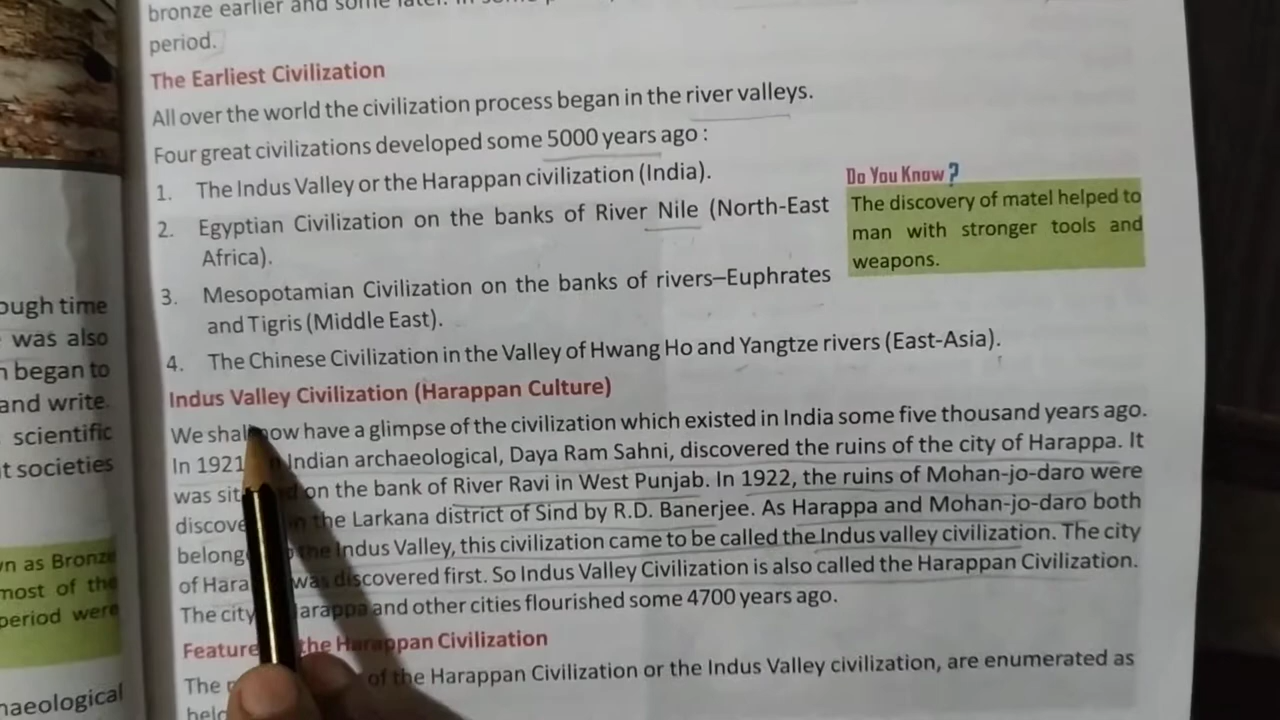 ough time
was also
began to
and write.
scientific
t societies
n as Bronze
most of the
period were
haeological
bronze earlier and some later. In some
period.
The Earliest Civilization
All over the world the civilization process began in the river valleys.
Four great civilizations developed some 5000 years ago :
1. The Indus Valley or the Harappan civilization (India).
2. Egyptian Civilization on the banks of River Nile (North-East
Africa).
3. Mesopotamian Civilization on the banks of rivers–Euphrates
and Tigris (Middle East).
4. The Chinese Civilization in the Valley of Hwang Ho and Yangtze rivers (East-Asia).
Do You Know ?
The discovery of matel helped to
man with stronger tools and
weapons.
Indus Valley Civilization (Harappan Culture)
We shall now have a glimpse of the civilization which existed in India some five thousand years ago.
In 1921 Indian archaeological, Daya Ram Sahni, discovered the ruins of the city of Harappa. It
was sit on the bank of River Ravi in West Punjab. In 1922, the ruins of Mohan-jo-daro were
discove in the Larkana district of Sind by R.D. Banerjee. As Harappa and Mohan-jo-daro both
belong the Indus Valley, this civilization came to be called the Indus valley civilization. The city
of Hara was discovered first. So Indus Valley Civilization is also called the Harappan Civilization.
The city Harappa and other cities flourished some 4700 years ago.
Feature the Harappan Civilization
The of the Harappan Civilization or the Indus Valley civilization, are enumerated as